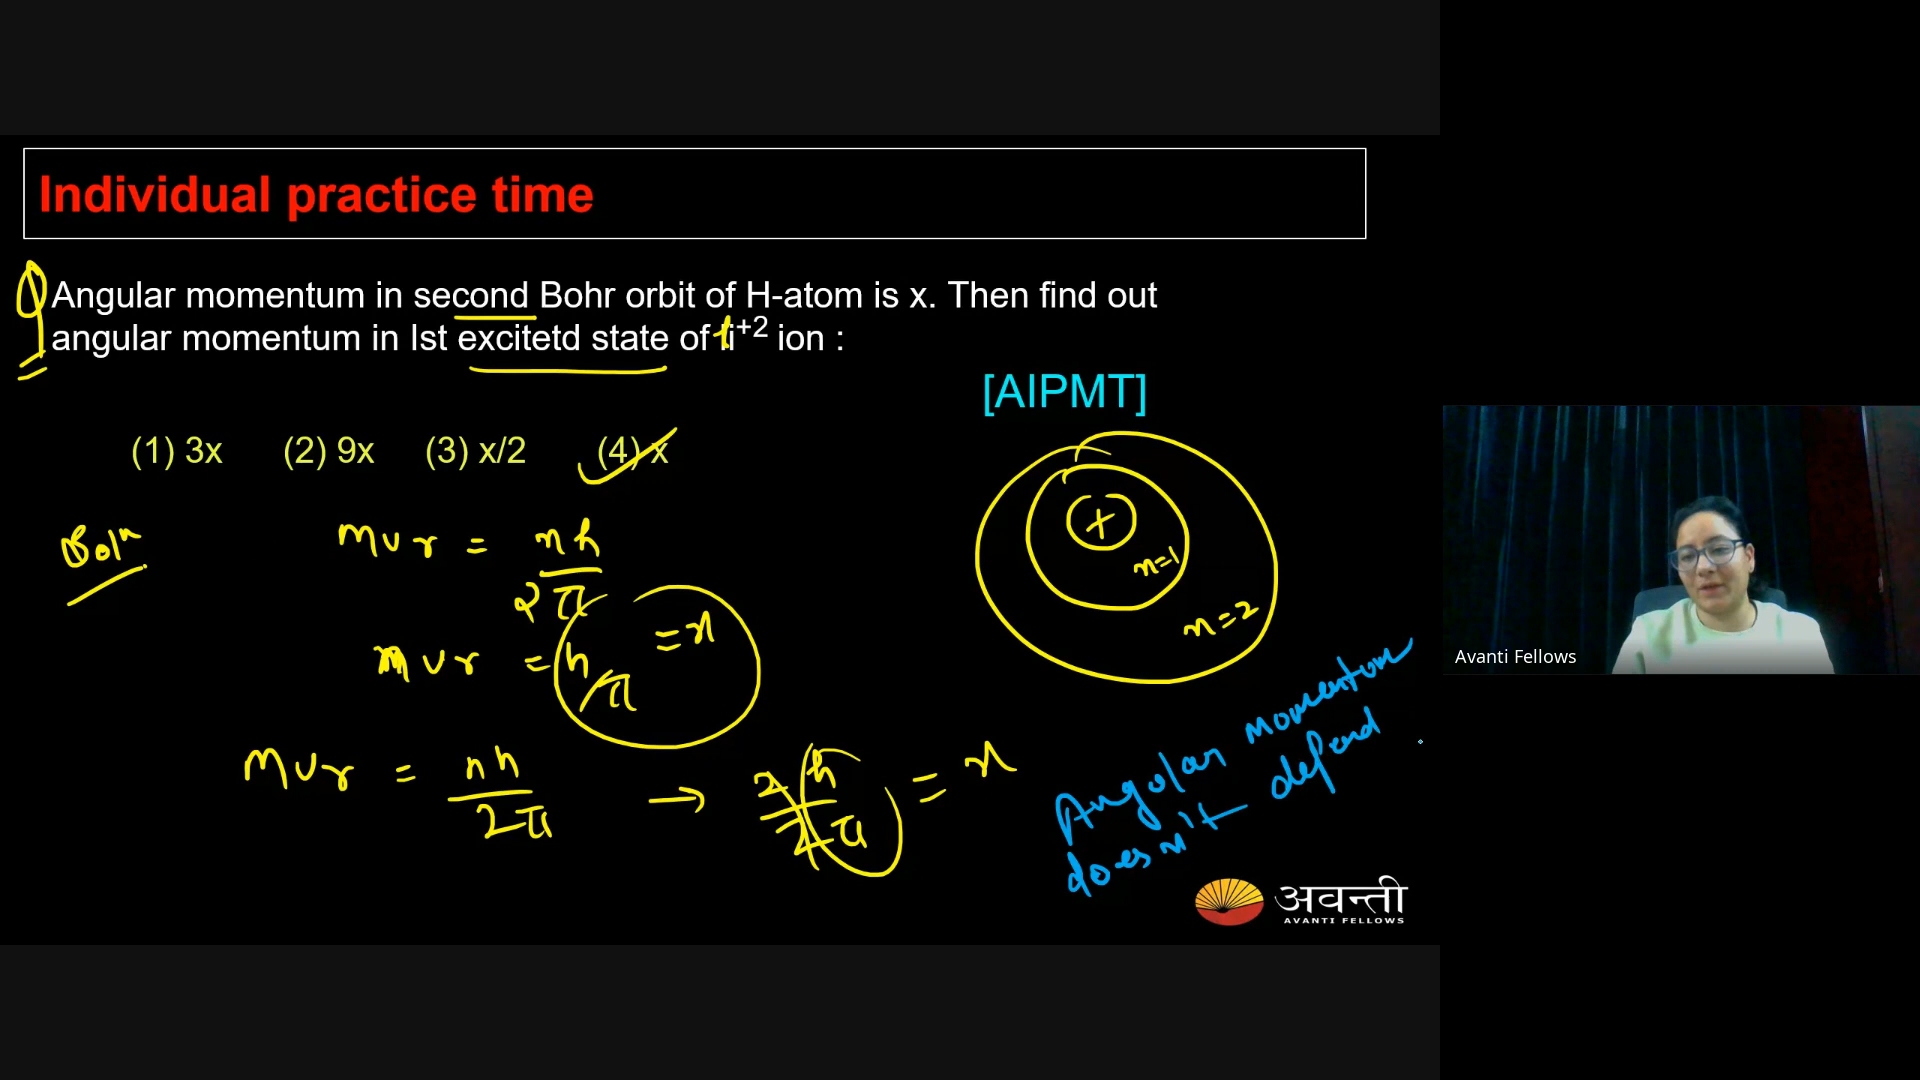 Individual practice time
Q Angular momentum in second Bohr orbit of H-atom is x. Then find out
angular momentum in Ist excitetd state of Li+2 ion :
[AIPMT]
(1) 3x (2) 9x (3) x/2 (4) x
Soln
mvr = nh/2π
mvr = h/π = x
mvr = nh/2π → 2h/2π = x
+
n=1
n=2
Angular momentum
doesn't depend
Avanti Fellows
अवन्ती
AVANTI FELLOWS